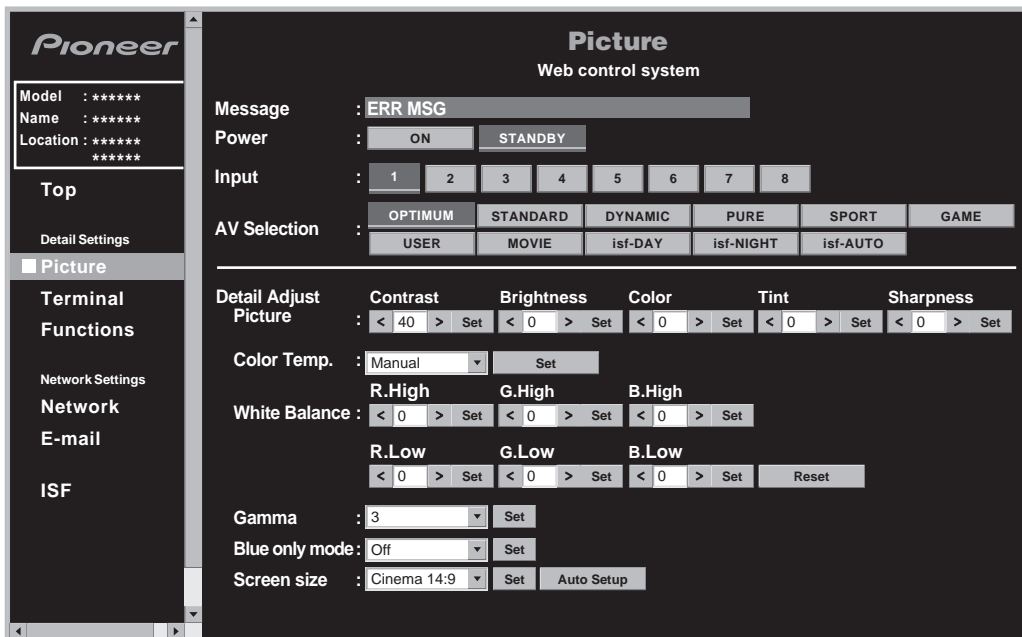 Pioneer
Model : ******
Name : ******
Location : ******
******
Top
Detail Settings
Picture
Terminal
Functions
Network Settings
Network
E-mail
ISF
Picture
Web control system
Message : ERR MSG
Power : ON STANDBY
Input : 1 2 3 4 5 6 7 8
AV Selection : OPTIMUM STANDARD DYNAMIC PURE SPORT GAME
USER MOVIE isf-DAY isf-NIGHT isf-AUTO
Detail Adjust Contrast Brightness Color Tint Sharpness
Picture : < 40 > Set < 0 > Set < 0 > Set < 0 > Set < 0 > Set
Color Temp. : Manual Set
R.High G.High B.High
White Balance : < 0 > Set < 0 > Set < 0 > Set
R.Low G.Low B.Low
< 0 > Set < 0 > Set < 0 > Set Reset
Gamma : 3 Set
Blue only mode : Off Set
Screen size : Cinema 14:9 Set Auto Setup